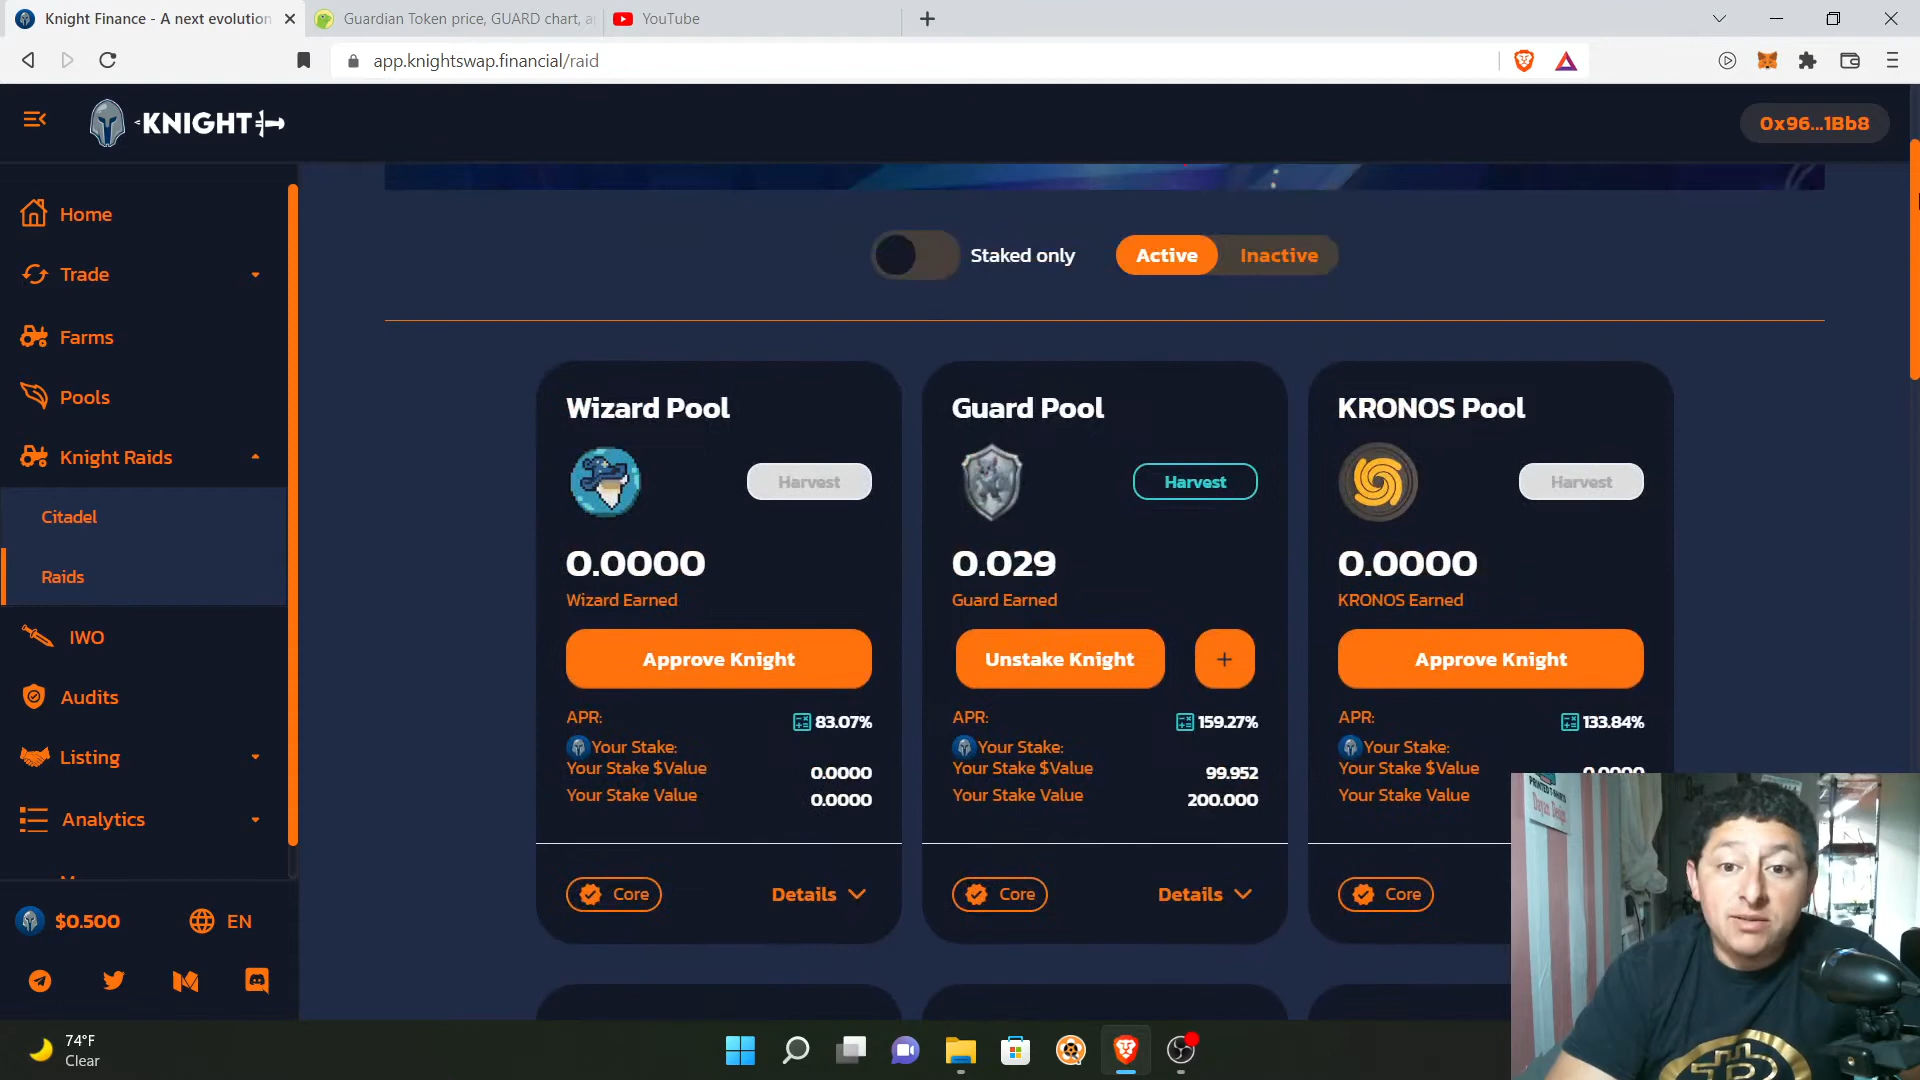 Knight Finance - A next evolution
Guardian Token price, GUARD chart, a
YouTube
app.knightswap.financial/raid
KNIGHT
0x96...1Bb8
Home
Trade
Farms
Pools
Knight Raids
Citadel
Raids
IWO
Audits
Listing
Analytics
$0.500
EN
Staked only
Active
Inactive
Wizard Pool
Harvest
0.0000
Wizard Earned
Approve Knight
APR:
83.07%
Your Stake:
Your Stake $Value
0.0000
Your Stake Value
0.0000
Core
Details
Guard Pool
Harvest
0.029
Guard Earned
Unstake Knight
+
APR:
159.27%
Your Stake:
Your Stake $Value
99.952
Your Stake Value
200.000
Core
Details
KRONOS Pool
Harvest
0.0000
KRONOS Earned
Approve Knight
APR:
133.84%
Your Stake:
Your Stake $Value
0.0000
Your Stake Value
Core
PRINTED T-SHIRTS
74°F
Clear